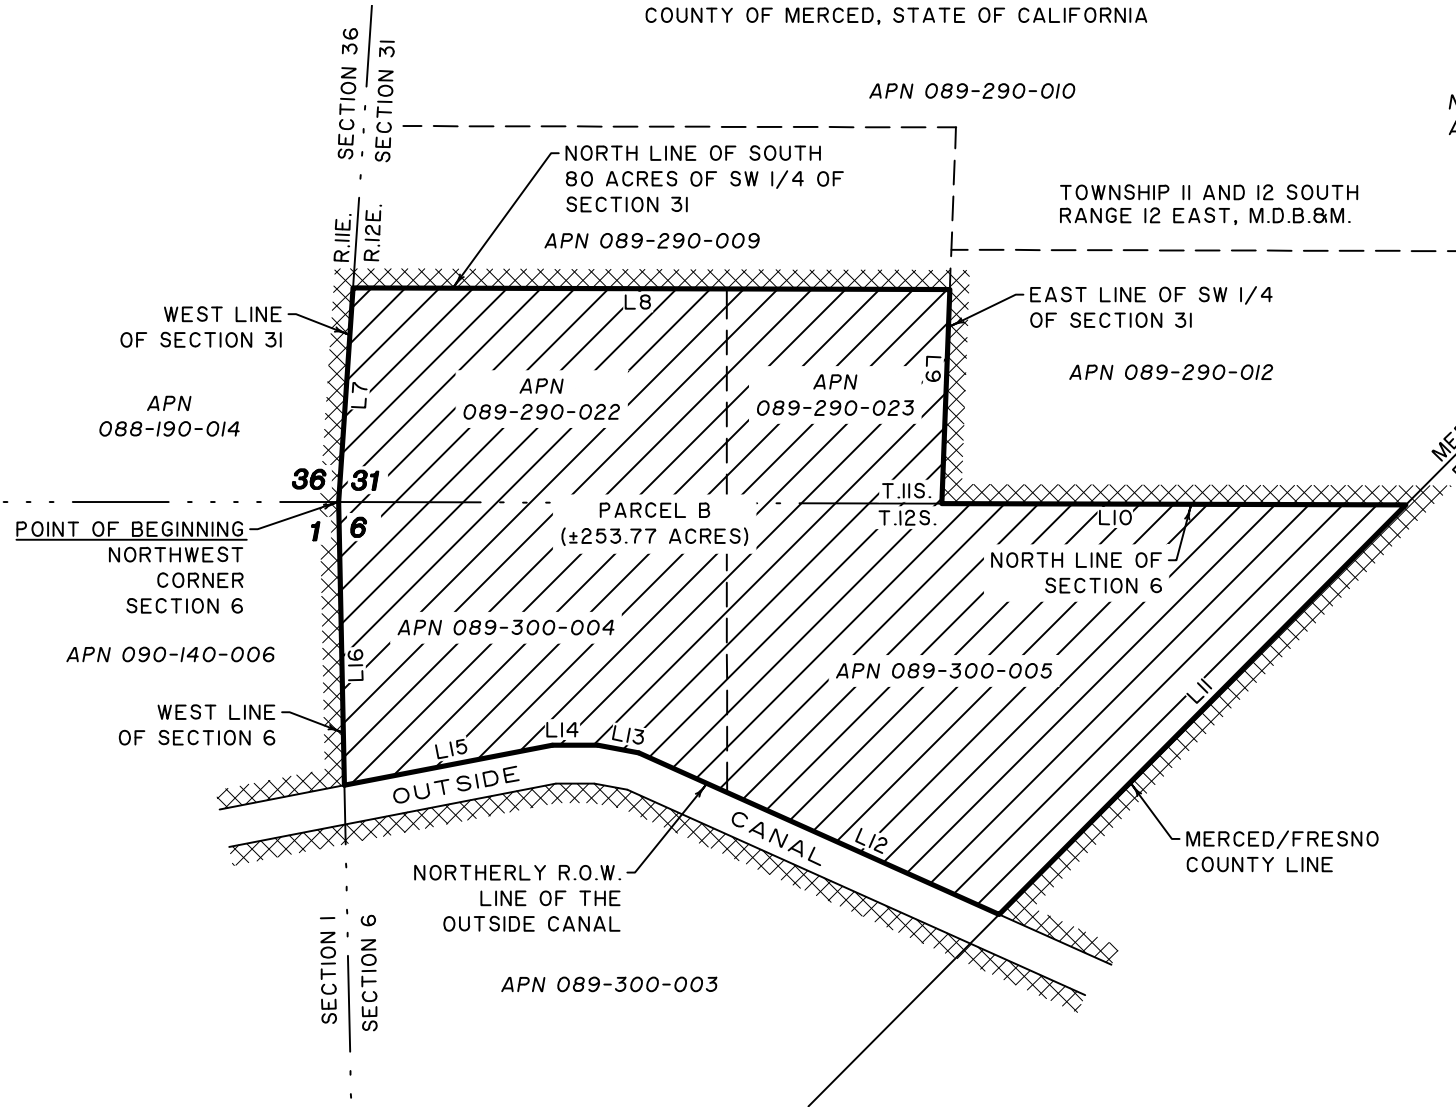 COUNTY OF MERCED, STATE OF CALIFORNIA
SECTION 36
SECTION 31
APN 089-290-010
NORTH LINE OF SOUTH
80 ACRES OF SW 1/4 OF
SECTION 31
TOWNSHIP 11 AND 12 SOUTH
RANGE 12 EAST, M.D.B.&M.
R.11E.
R.12E.
APN 089-290-009
L8
WEST LINE
OF SECTION 31
EAST LINE OF SW 1/4
OF SECTION 31
L7
L9
APN
089-290-022
APN
089-290-023
APN 089-290-012
APN
088-190-014
36
31
1
6
T.11S.
T.12S.
POINT OF BEGINNING
NORTHWEST
CORNER
SECTION 6
PARCEL B
(±253.77 ACRES)
L10
NORTH LINE OF
SECTION 6
APN 089-300-004
APN 090-140-006
L16
APN 089-300-005
L11
WEST LINE
OF SECTION 6
L15
L14
L13
OUTSIDE
CANAL
L12
MERCED/FRESNO
COUNTY LINE
NORTHERLY R.O.W.
LINE OF THE
OUTSIDE CANAL
SECTION 1
SECTION 6
APN 089-300-003